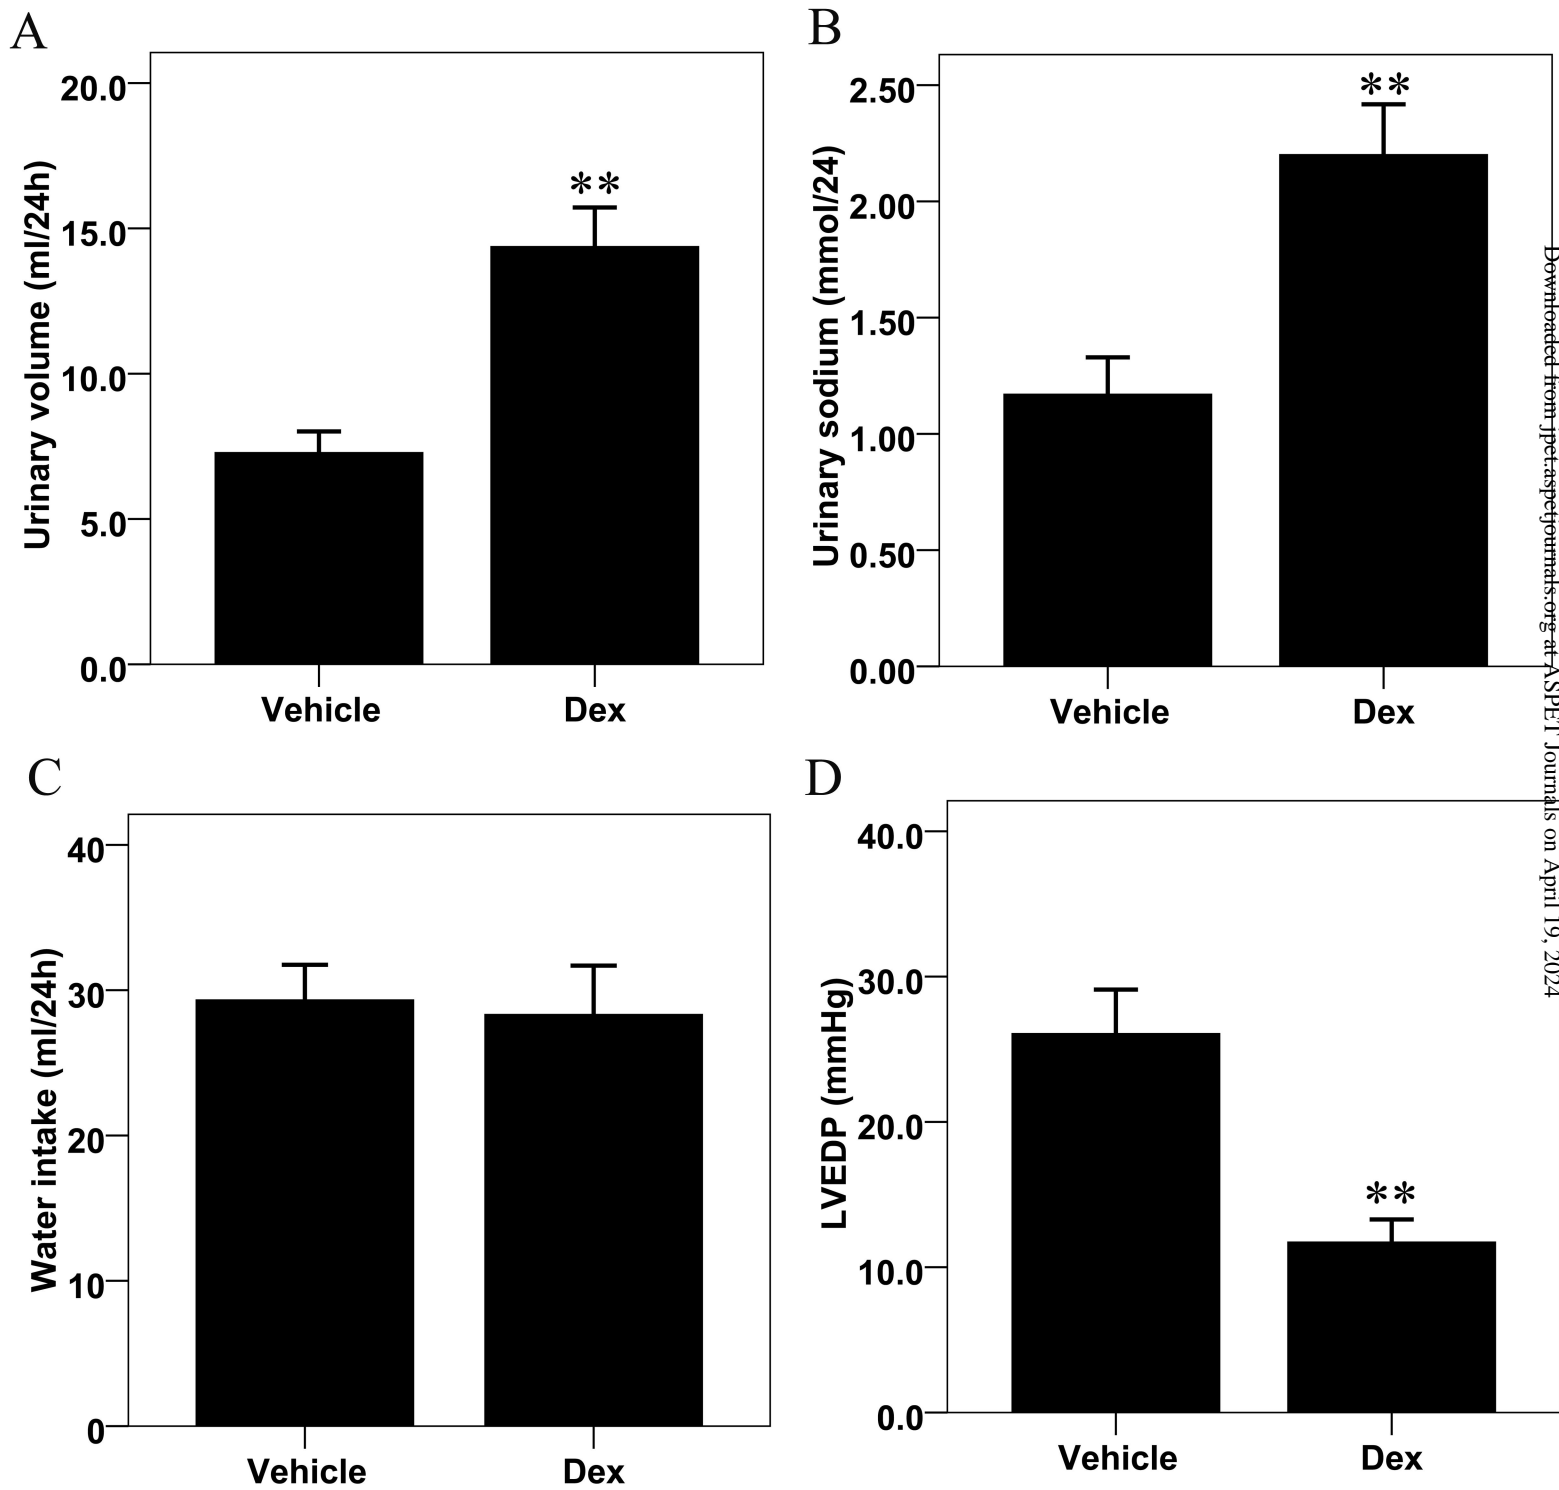 A
Urinary volume (ml/24h)
20.0
15.0
10.0
5.0
0.0
**
Vehicle
Dex
B
Urinary sodium (mmol/24)
2.50
2.00
1.50
1.00
0.50
0.00
**
Vehicle
Dex
C
Water intake (ml/24h)
40
30
20
10
0
Vehicle
Dex
D
LVEDP (mmHg)
40.0
30.0
20.0
10.0
0.0
**
Vehicle
Dex
Downloaded from jpet.aspetjournals.org at ASPET Journals on April 19, 2024